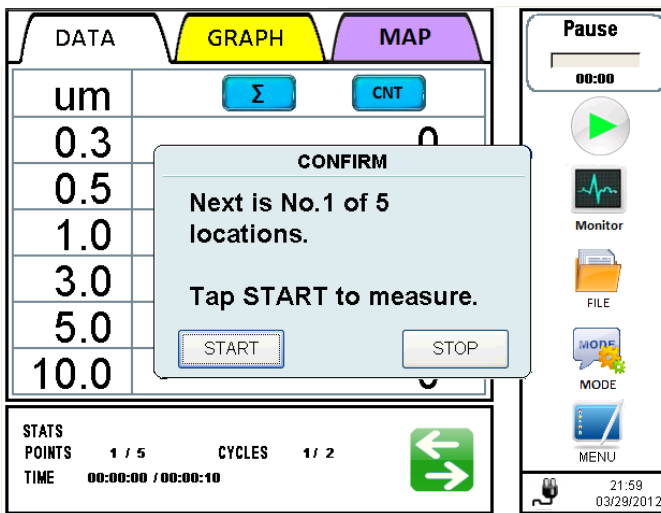 DATA GRAPH MAP
um Σ CNT
0.3 0
0.5
1.0
3.0
5.0
10.0 0
CONFIRM
Next is No.1 of 5
locations.
Tap START to measure.
START STOP
STATS
POINTS 1 / 5 CYCLES 1/ 2
TIME 00:00:00 / 00:00:10
Pause
00:00
Monitor
FILE
MODE
MODE
MENU
21:59
03/29/2012